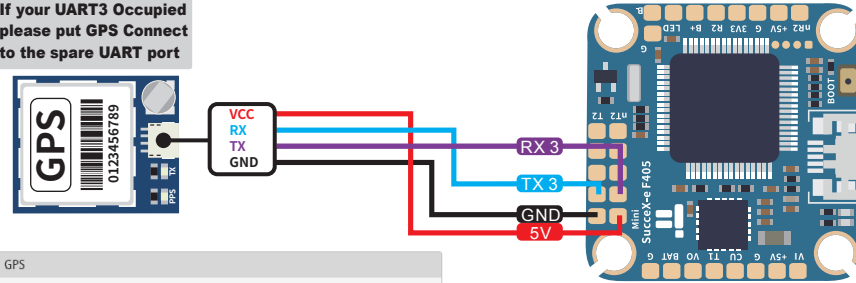 If your UART3 Occupied
please put GPS Connect
to the spare UART port
GPS
0123456789
TX
PPS
VCC
RX
TX
GND
RX 3
TX 3
GND
5V
B-
LED
B+
R2
3V3
G
+5V
nR2
G
T2
nT2
BOOT
Mini
SucceX-e F405
G
BAT
VO
T1
CU
G
+5V
VI
GPS